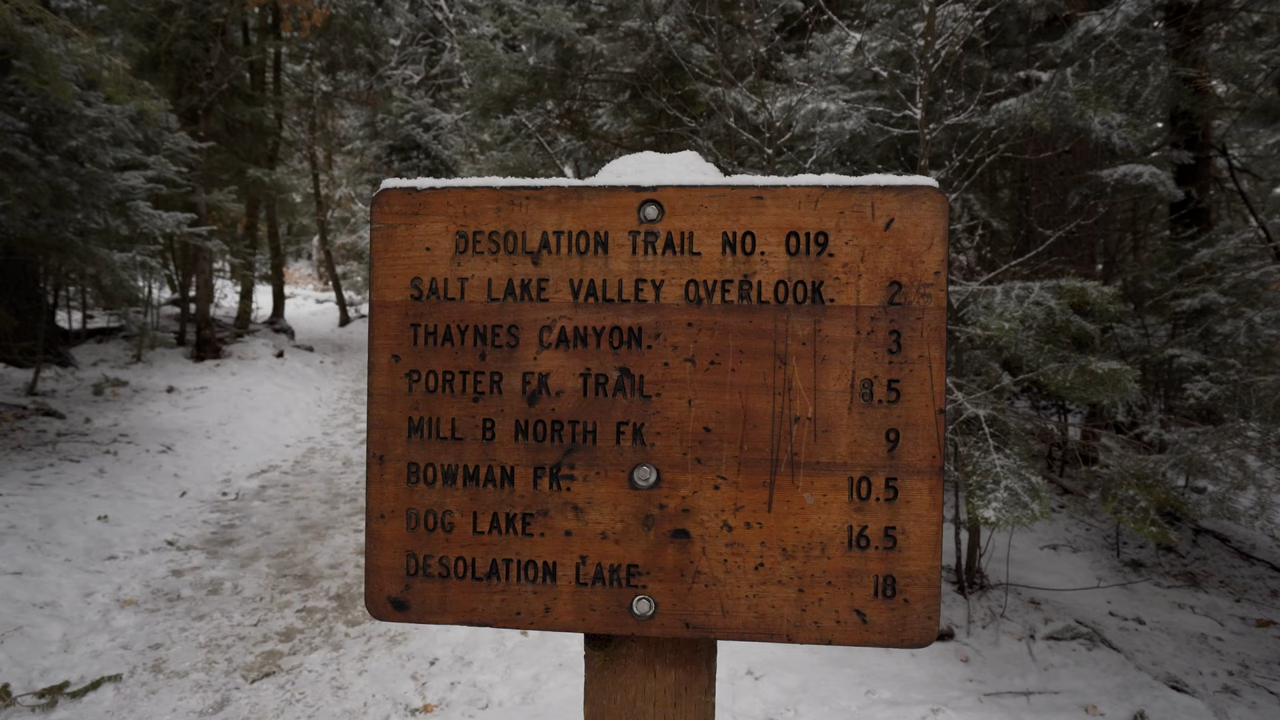 DESOLATION TRAIL NO. 019.
SALT LAKE VALLEY OVERLOOK. 2
THAYNES CANYON. 3
PORTER FK. TRAIL. 8.5
MILL B NORTH FK. 9
BOWMAN FK. 10.5
DOG LAKE. 16.5
DESOLATION LAKE. 18